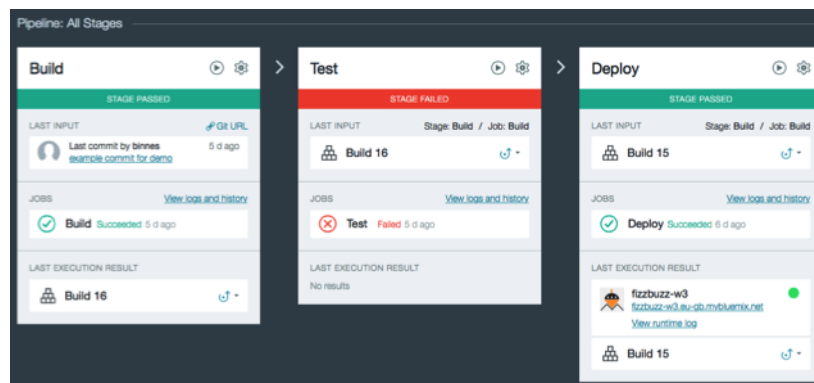 Pipeline: All Stages
Build
STAGE PASSED
LAST INPUT
Git URL
Last commit by binnes
5 d ago
example commit for demo
JOBS
View logs and history
Build Succeeded 5 d ago
LAST EXECUTION RESULT
Build 16
Test
STAGE FAILED
LAST INPUT
Stage: Build / Job: Build
Build 16
JOBS
View logs and history
Test Failed 5 d ago
LAST EXECUTION RESULT
No results
Deploy
STAGE PASSED
LAST INPUT
Stage: Build / Job: Build
Build 15
JOBS
View logs and history
Deploy Succeeded 6 d ago
LAST EXECUTION RESULT
fizzbuzz-w3
fizzbuzz-w3.eu-gb.mybluemix.net
View runtime log
Build 15